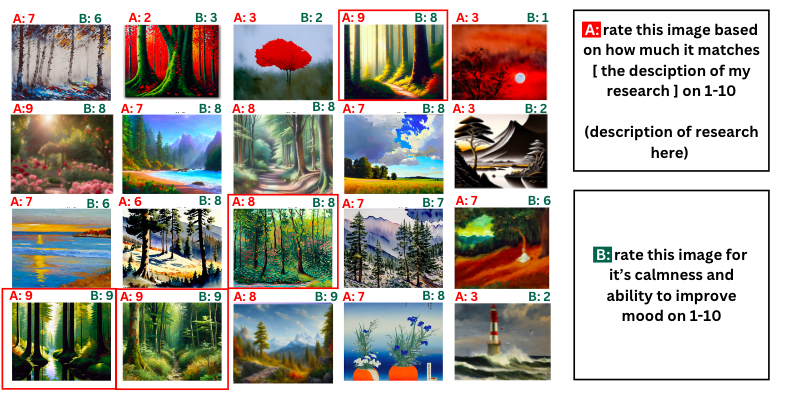 A: 7 B: 6 A: 2 B: 3 A: 3 B: 2 A: 9 B: 8 A: 3 B: 1
A:9 B: 8 A: 7 B: 8 A: 8 B: 8 A: 7 B: 8 A: 3 B: 2
A: 7 B: 6 A: 6 B: 8 A: 8 B: 8 A: 7 B: 7 A: 7 B: 6
A: 9 B: 9 A: 9 B: 9 A: 8 B: 9 A: 7 B: 8 A: 3 B: 2
A: rate this image based
on how much it matches
[ the desciption of my
research ] on 1-10
(description of research
here)
B: rate this image for
it's calmness and
ability to improve
mood on 1-10